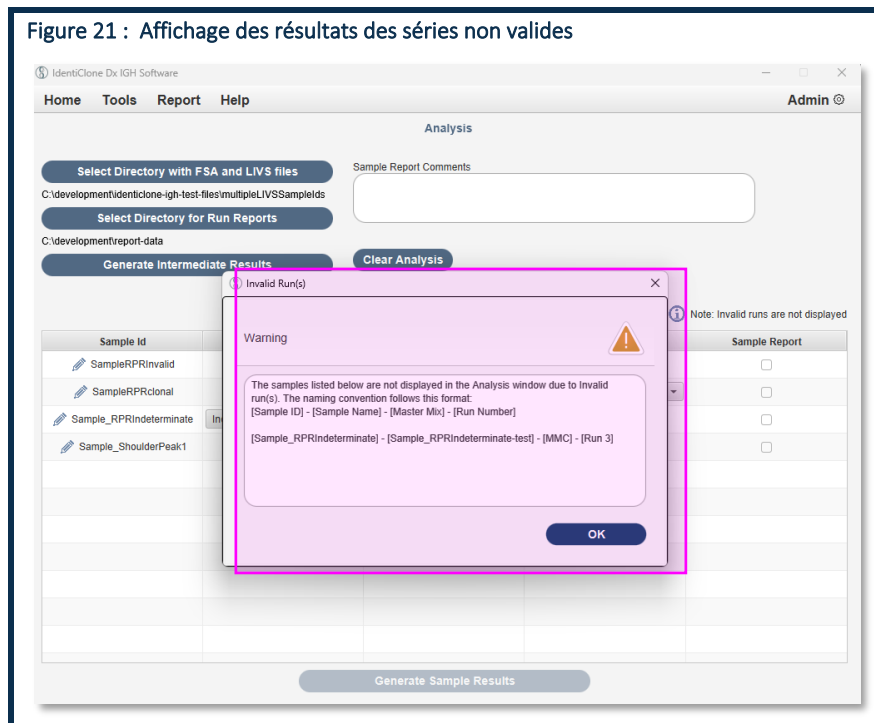 Figure 21 : Affichage des résultats des séries non valides
IdentiClone Dx IGH Software
Home Tools Report Help Admin
Analysis
Select Directory with FSA and LIVS files
Sample Report Comments
C:\development\identiclone-igh-test-files\multipleLIVSSampleIds
Select Directory for Run Reports
C:\development\report-data
Generate Intermediate Results
Clear Analysis
Invalid Run(s)
Note: Invalid runs are not displayed
Warning
The samples listed below are not displayed in the Analysis window due to Invalid
run(s). The naming convention follows this format:
[Sample ID] - [Sample Name] - [Master Mix] - [Run Number]
[Sample_RPRIndeterminate] - [Sample_RPRIndeterminate-test] - [MMC] - [Run 3]
OK
Sample Id Sample Report
SampleRPRInvalid
SampleRPRclonal
Sample_RPRIndeterminate
Sample_ShoulderPeak1
Generate Sample Results